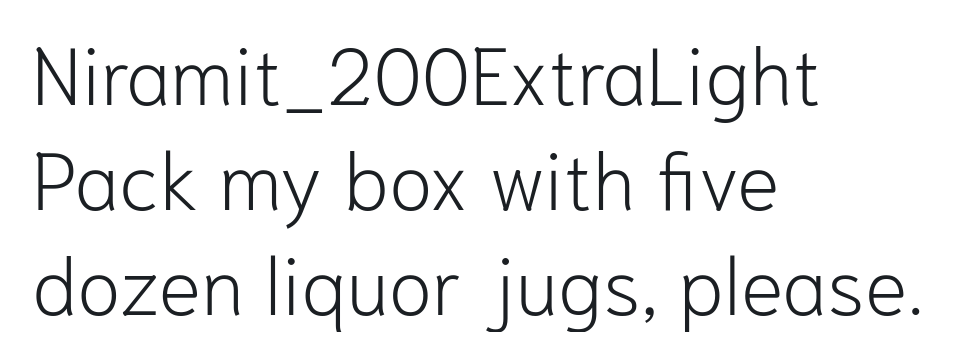 Niramit_200ExtraLight
Pack my box with five
dozen liquor jugs, please.